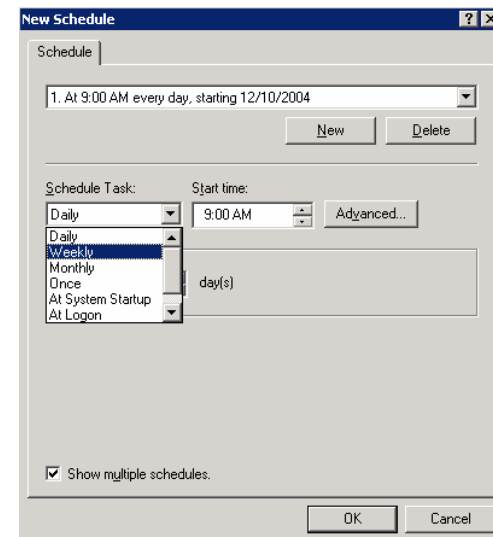 New Schedule
Schedule
1. At 9:00 AM every day, starting 12/10/2004
New Delete
Schedule Task: Start time:
Daily 9:00 AM Advanced...
Daily
Weekly
Monthly day(s)
Once
At System Startup
At Logon
Show multiple schedules.
OK Cancel